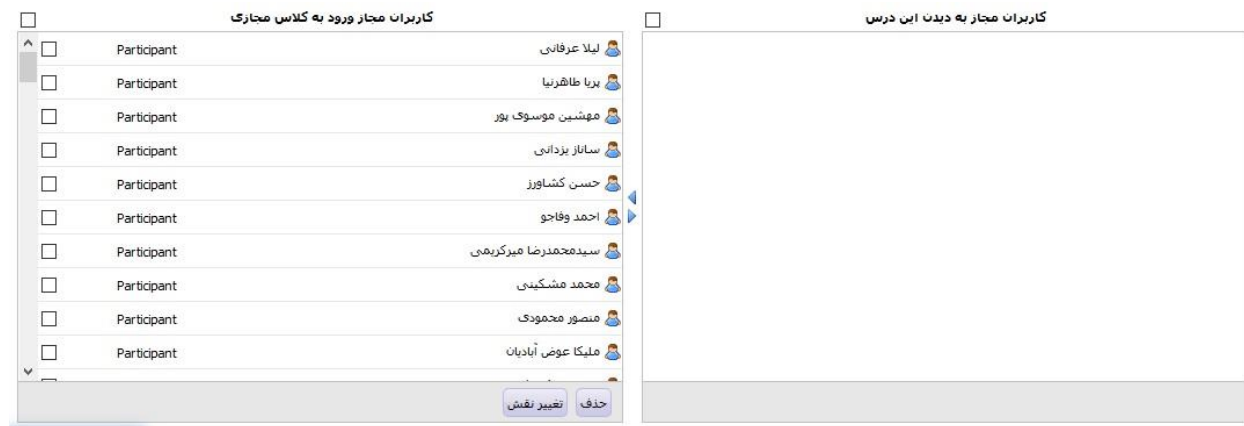 کاربران مجاز به دیدن این درس
کاربران مجاز ورود به کلاس مجازی
لیلا عرفانی Participant
پریا طاهرنیا Participant
مهشین موسوی پور Participant
ساناز یزدانی Participant
حسن کشاورز Participant
احمد وفاجو Participant
سیدمحمدرضا میرکریمی Participant
محمد مشکینی Participant
منصور محمودی Participant
ملیکا عوض آبادیان Participant
حذف تغییر نقش